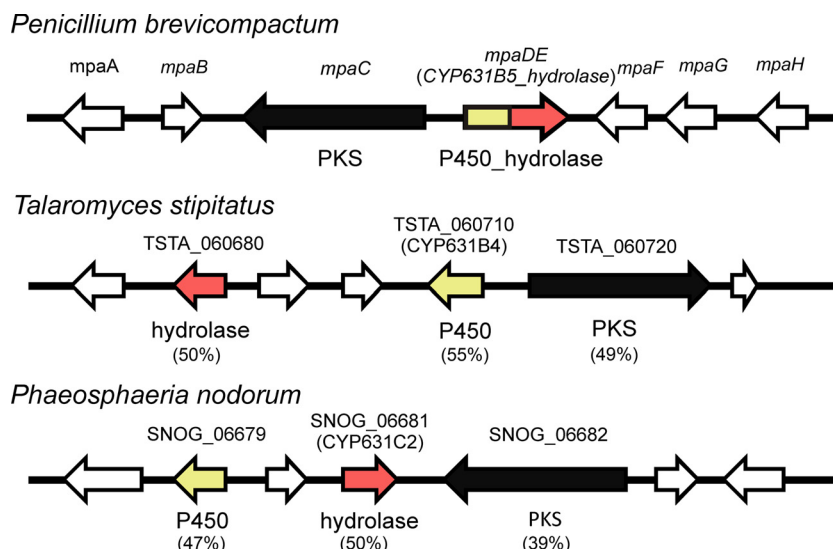 Penicillium brevicompactum
mpaDE
mpaA mpaB mpaC (CYP631B5_hydrolase) mpaF mpaG mpaH
PKS P450_hydrolase
Talaromyces stipitatus
TSTA_060710
TSTA_060680 (CYP631B4) TSTA_060720
hydrolase P450 PKS
(50%) (55%) (49%)
Phaeosphaeria nodorum
SNOG_06681
SNOG_06679 (CYP631C2) SNOG_06682
P450 hydrolase PKS
(47%) (50%) (39%)